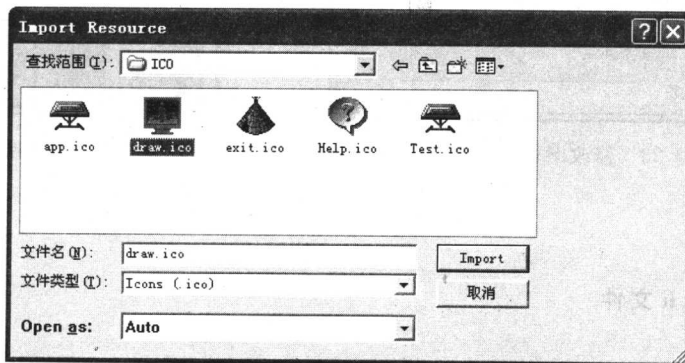 Import Resource
查找范围(I): ICO
app.ico draw.ico exit.ico Help.ico Test.ico
文件名(N): draw.ico Import
文件类型(T): Icons (.ico) 取消
Open as: Auto